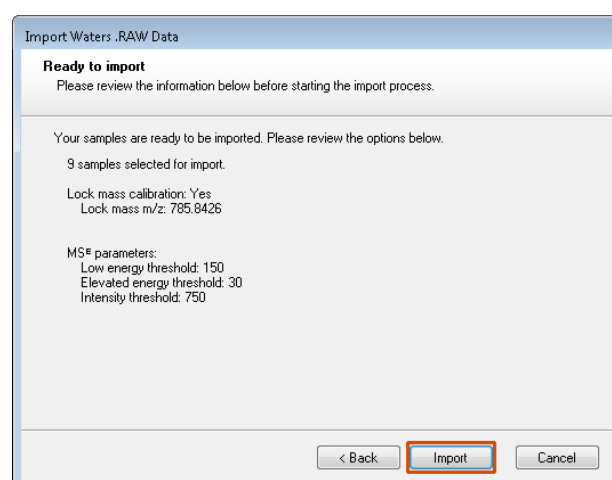 Import Waters .RAW Data
Ready to import
Please review the information below before starting the import process.
Your samples are ready to be imported. Please review the options below.
9 samples selected for import.
Lock mass calibration: Yes
Lock mass m/z: 785.8426
MSᴱ parameters:
Low energy threshold: 150
Elevated energy threshold: 30
Intensity threshold: 750
< Back Import Cancel